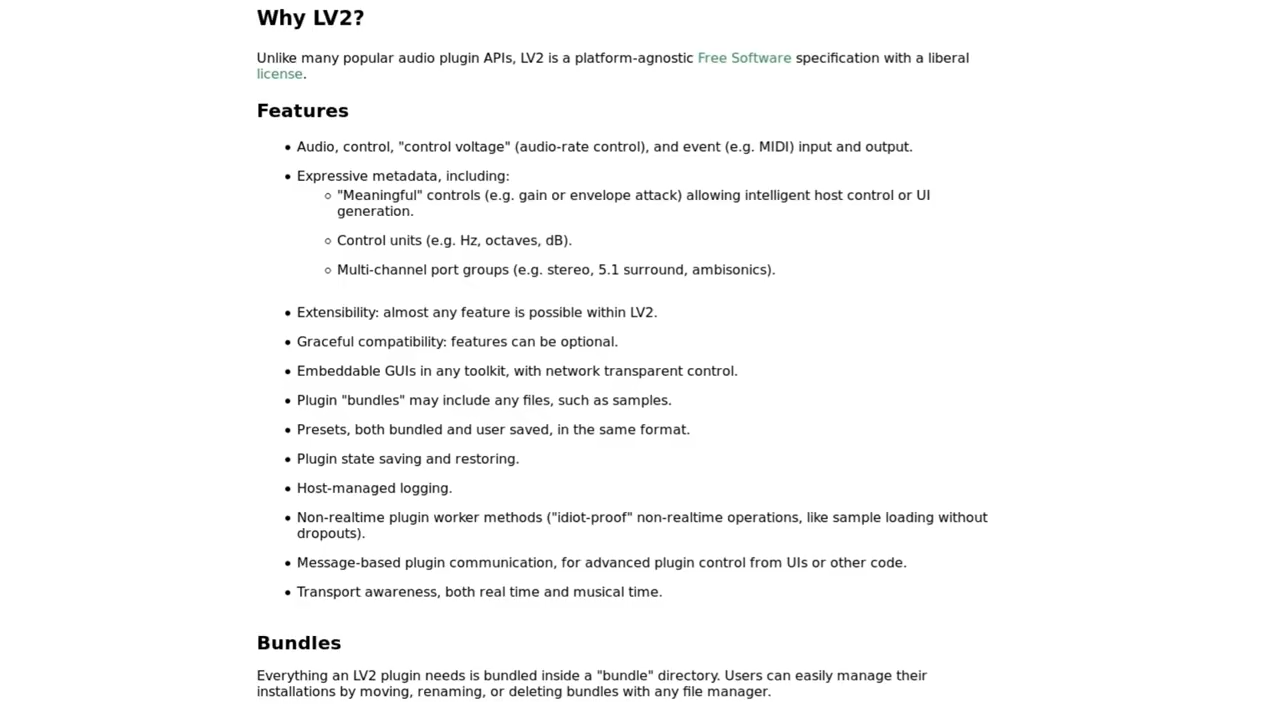 Why LV2?
Unlike many popular audio plugin APIs, LV2 is a platform-agnostic Free Software specification with a liberal
license.
Features
• Audio, control, "control voltage" (audio-rate control), and event (e.g. MIDI) input and output.
• Expressive metadata, including:
◦ "Meaningful" controls (e.g. gain or envelope attack) allowing intelligent host control or UI
generation.
◦ Control units (e.g. Hz, octaves, dB).
◦ Multi-channel port groups (e.g. stereo, 5.1 surround, ambisonics).
• Extensibility: almost any feature is possible within LV2.
• Graceful compatibility: features can be optional.
• Embeddable GUIs in any toolkit, with network transparent control.
• Plugin "bundles" may include any files, such as samples.
• Presets, both bundled and user saved, in the same format.
• Plugin state saving and restoring.
• Host-managed logging.
• Non-realtime plugin worker methods ("idiot-proof" non-realtime operations, like sample loading without
dropouts).
• Message-based plugin communication, for advanced plugin control from UIs or other code.
• Transport awareness, both real time and musical time.
Bundles
Everything an LV2 plugin needs is bundled inside a "bundle" directory. Users can easily manage their
installations by moving, renaming, or deleting bundles with any file manager.